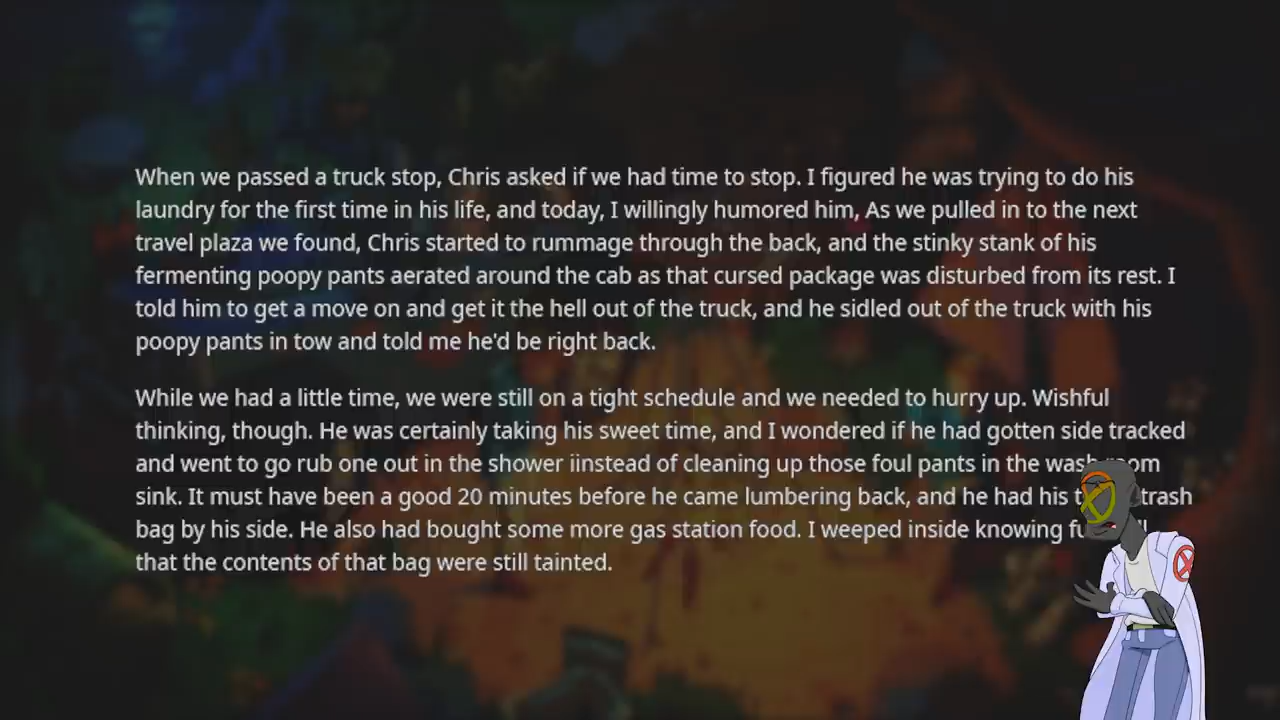 When we passed a truck stop, Chris asked if we had time to stop. I figured he was trying to do his
laundry for the first time in his life, and today, I willingly humored him, As we pulled in to the next
travel plaza we found, Chris started to rummage through the back, and the stinky stank of his
fermenting poopy pants aerated around the cab as that cursed package was disturbed from its rest. I
told him to get a move on and get it the hell out of the truck, and he sidled out of the truck with his
poopy pants in tow and told me he'd be right back.
While we had a little time, we were still on a tight schedule and we needed to hurry up. Wishful
thinking, though. He was certainly taking his sweet time, and I wondered if he had gotten side tracked
and went to go rub one out in the shower iinstead of cleaning up those foul pants in the
sink. It must have been a good 20 minutes before he came lumbering back, and he had his trash
bag by his side. He also had bought some more gas station food. I weeped inside knowing
that the contents of that bag were still tainted.